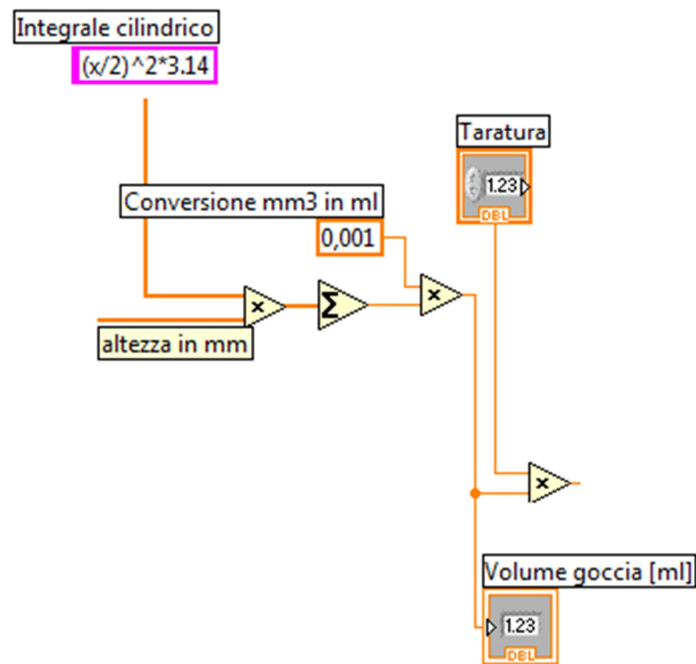 Integrale cilindrico
(x/2)^2*3.14
Taratura
1.23
DBL
Conversione mm3 in ml
0,001
×
Σ
×
altezza in mm
×
Volume goccia [ml]
1.23
DBL